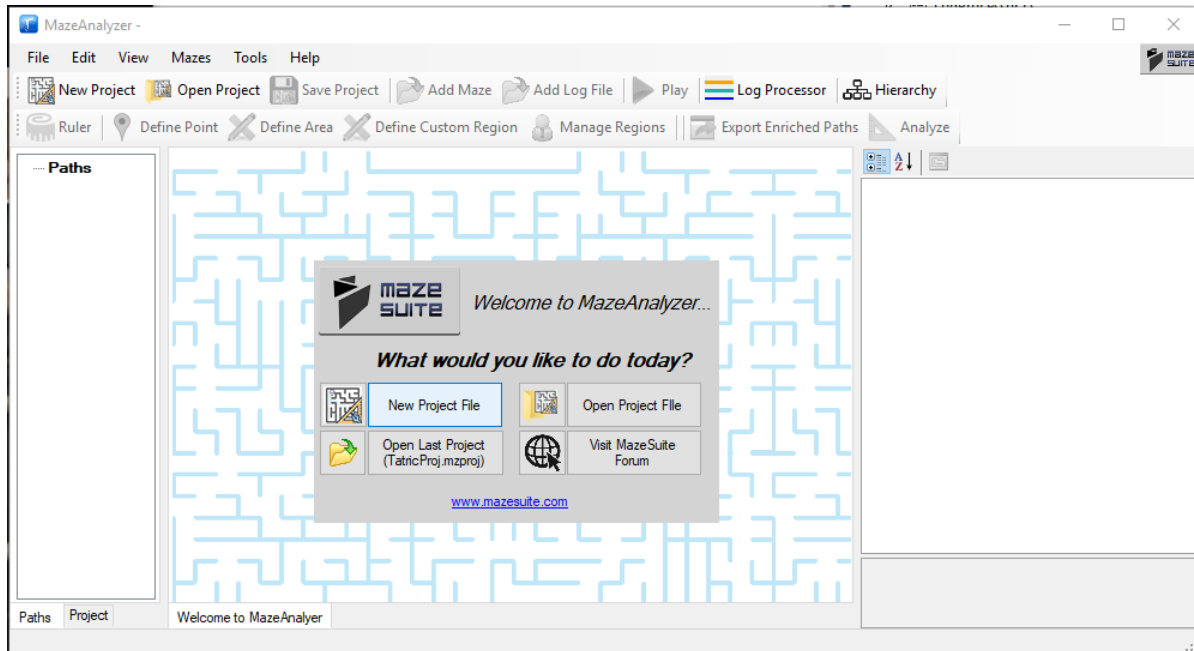 MazeAnalyzer -
File Edit View Mazes Tools Help
maze
suite
New Project Open Project Save Project Add Maze Add Log File Play Log Processor Hierarchy
Ruler Define Point Define Area Define Custom Region Manage Regions Export Enriched Paths Analyze
Paths
A
Z
maze
suite
Welcome to MazeAnalyzer...
What would you like to do today?
New Project File
Open Project FIle
Open Last Project
(TatricProj.mzproj)
Visit MazeSuite
Forum
www.mazesuite.com
Paths Project
Welcome to MazeAnalyer